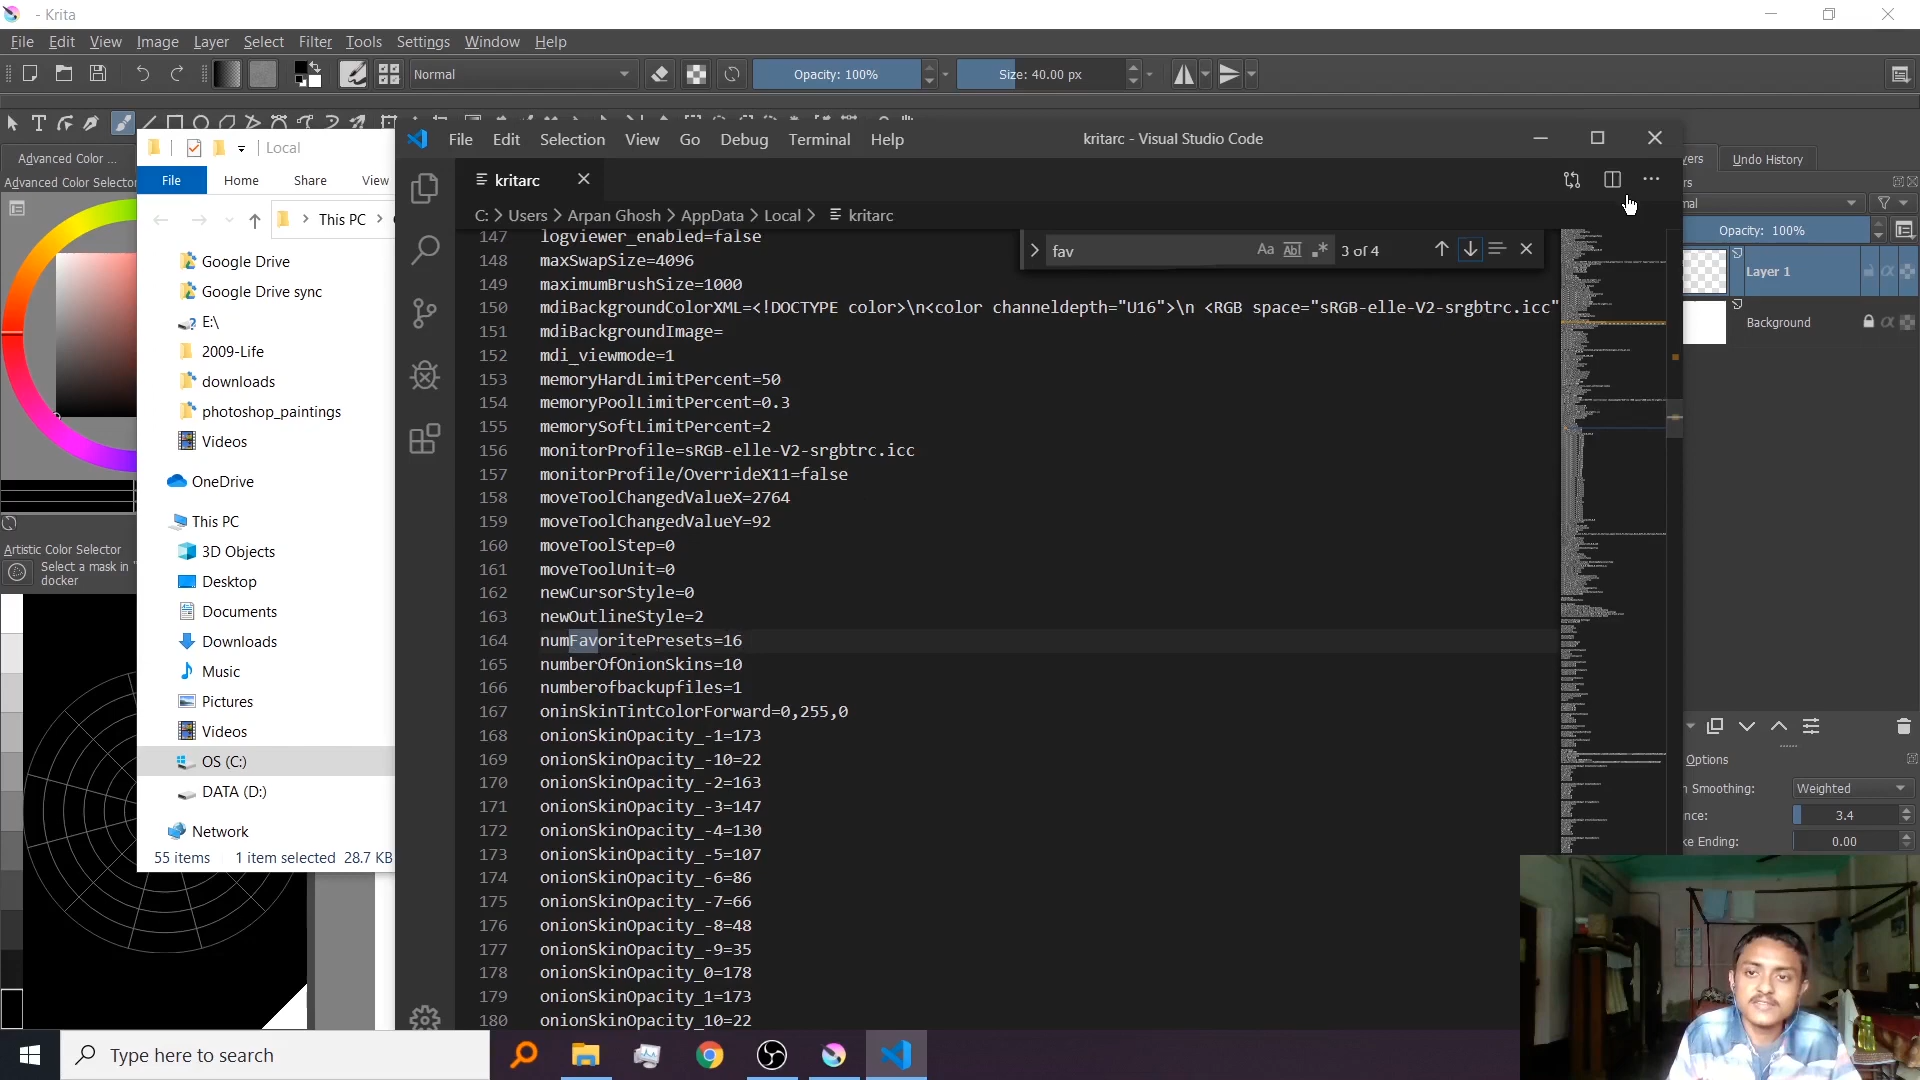 - Krita
File Edit View Image Layer Select Filter Tools Settings Window Help
Normal
Opacity: 100%
Size: 40.00 px
Advanced Color ...
Advanced Color Selector
Artistic Color Selector
Select a mask in "
docker
Local
File Home Share View
This PC
Google Drive
Google Drive sync
E:\
2009-Life
downloads
photoshop_paintings
Videos
OneDrive
This PC
3D Objects
Desktop
Documents
Downloads
Music
Pictures
Videos
OS (C:)
DATA (D:)
Network
55 items 1 item selected 28.7 KB
File Edit Selection View Go Debug Terminal Help
kritarc - Visual Studio Code
kritarc
C: > Users > Arpan Ghosh > AppData > Local > kritarc
fav
Aa Abl 3 of 4
147 logviewer_enabled=false
148 maxSwapSize=4096
149 maximumBrushSize=1000
150 mdiBackgroundColorXML=<!DOCTYPE color>\n<color channeldepth="U16">\n <RGB space="sRGB-elle-V2-srgbtrc.icc"
151 mdiBackgroundImage=
152 mdi_viewmode=1
153 memoryHardLimitPercent=50
154 memoryPoolLimitPercent=0.3
155 memorySoftLimitPercent=2
156 monitorProfile=sRGB-elle-V2-srgbtrc.icc
157 monitorProfile/OverrideX11=false
158 moveToolChangedValueX=2764
159 moveToolChangedValueY=92
160 moveToolStep=0
161 moveToolUnit=0
162 newCursorStyle=0
163 newOutlineStyle=2
164 numFavoritePresets=16
165 numberOfOnionSkins=10
166 numberofbackupfiles=1
167 oninSkinTintColorForward=0,255,0
168 onionSkinOpacity_-1=173
169 onionSkinOpacity_-10=22
170 onionSkinOpacity_-2=163
171 onionSkinOpacity_-3=147
172 onionSkinOpacity_-4=130
173 onionSkinOpacity_-5=107
174 onionSkinOpacity_-6=86
175 onionSkinOpacity_-7=66
176 onionSkinOpacity_-8=48
177 onionSkinOpacity_-9=35
178 onionSkinOpacity_0=178
179 onionSkinOpacity_1=173
180 onionSkinOpacity_10=22
yers Undo History
rs
mal
Opacity: 100%
Layer 1
Background
Options
n Smoothing: Weighted
nce: 3.4
ke Ending: 0.00
Type here to search